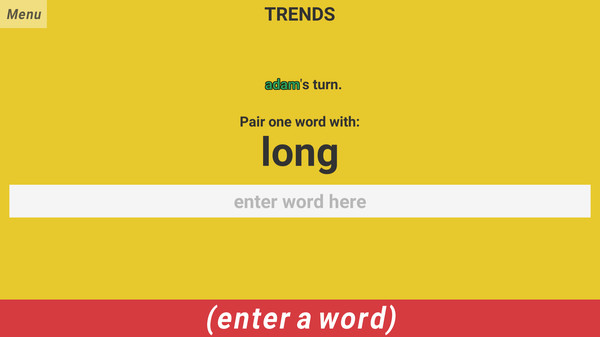 Menu
TRENDS
adam's turn.
Pair one word with:
long
enter word here
(enter a word)